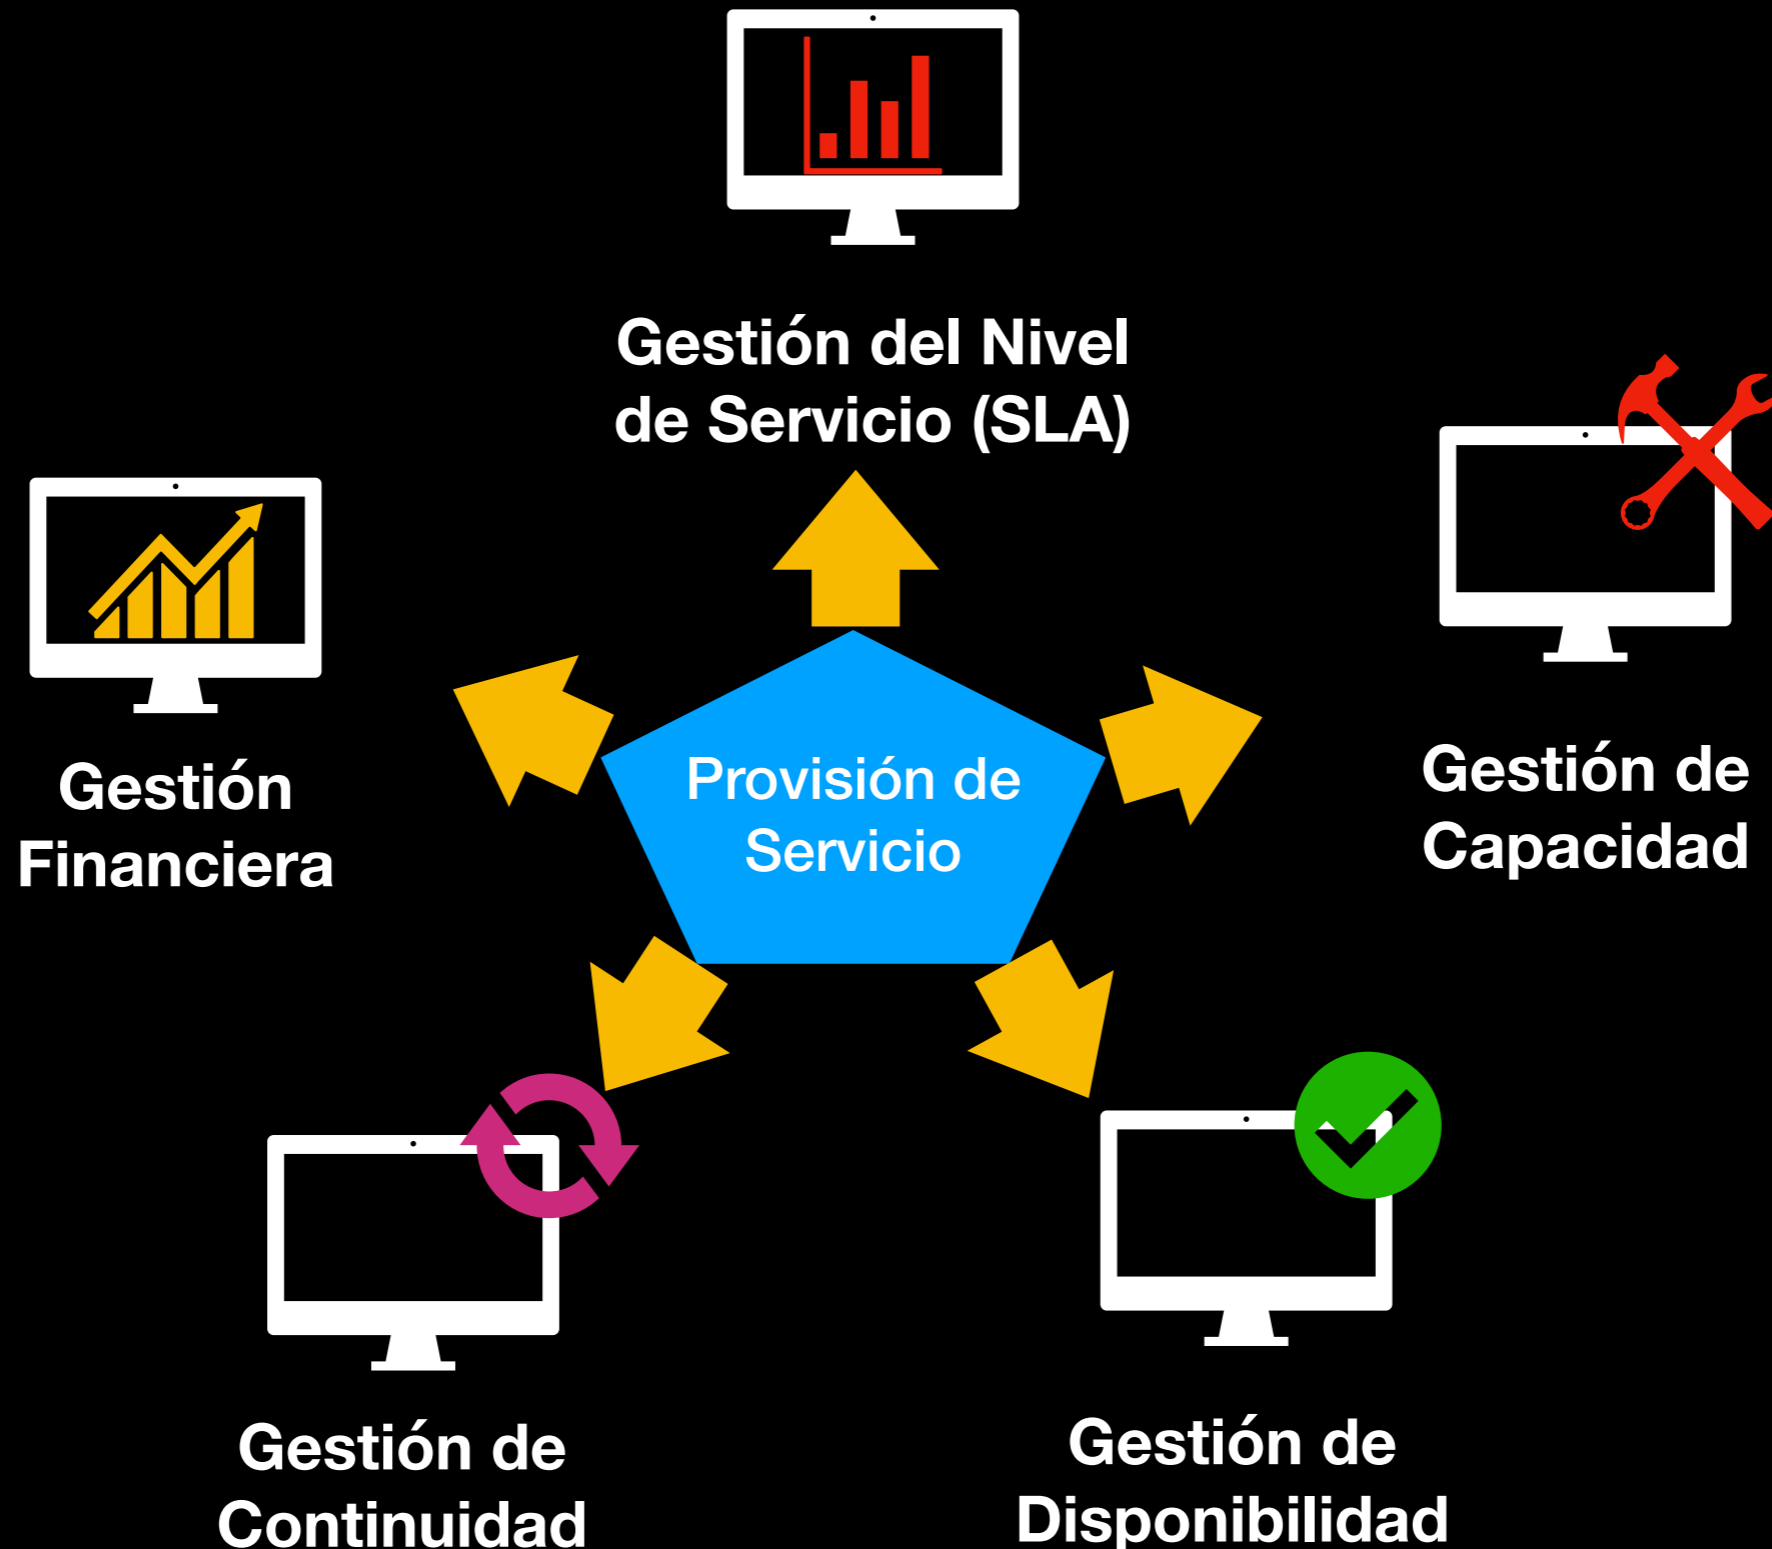 Gestión del Nivel
de Servicio (SLA)
Gestión
Financiera
Provisión de
Servicio
Gestión de
Capacidad
Gestión de
Continuidad
Gestión de
Disponibilidad